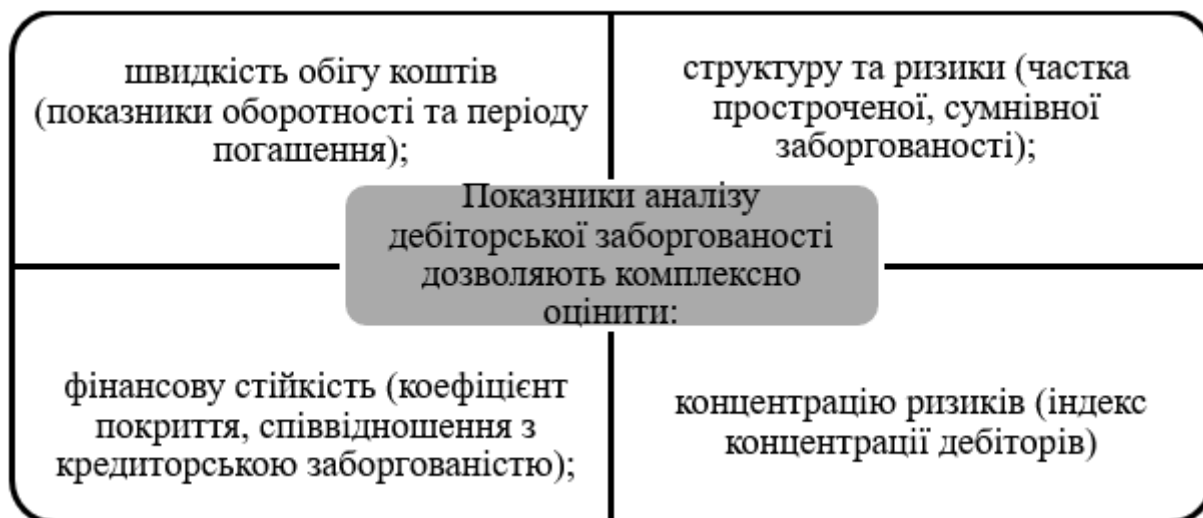 швидкість обігу коштів
(показники оборотності та періоду
погашення);
структуру та ризики (частка
простроченої, сумнівної
заборгованості);
Показники аналізу
дебіторської заборгованості
дозволяють комплексно
оцінити:
фінансову стійкість (коефіцієнт
покриття, співвідношення з
кредиторською заборгованістю);
концентрацію ризиків (індекс
концентрації дебіторів)